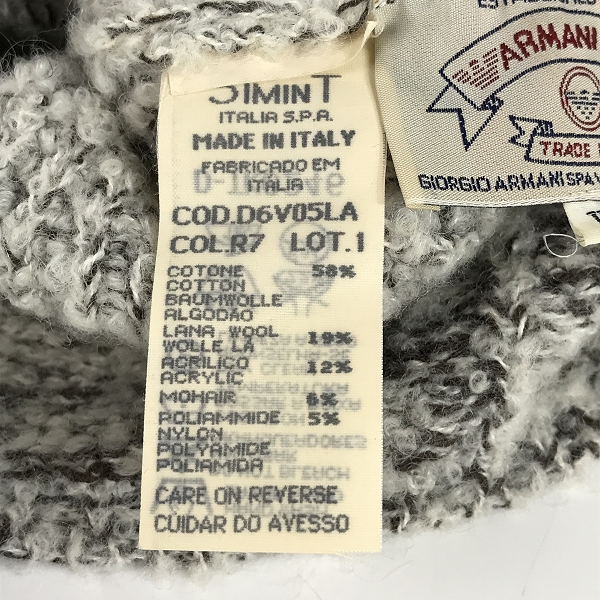 SIMINT
ITALIA S.P.A.
MADE IN ITALY
FABRICADO EM
ITALIA
COD.D6V05LA
COL.R7 LOT.1
COTONE 58%
COTTON
BAUMWOLLE
ALGODÃO
LANA WOOL 19%
WOLLE LÃ
ACRILICO 12%
ACRYLIC
MOHAIR 6%
POLIAMMIDE 5%
NYLON
POLYAMIDE
POLIAMIDA
CARE ON REVERSE
CUIDAR DO AVESSO
ARMANI
TRADE
GIORGIO ARMANI SPA